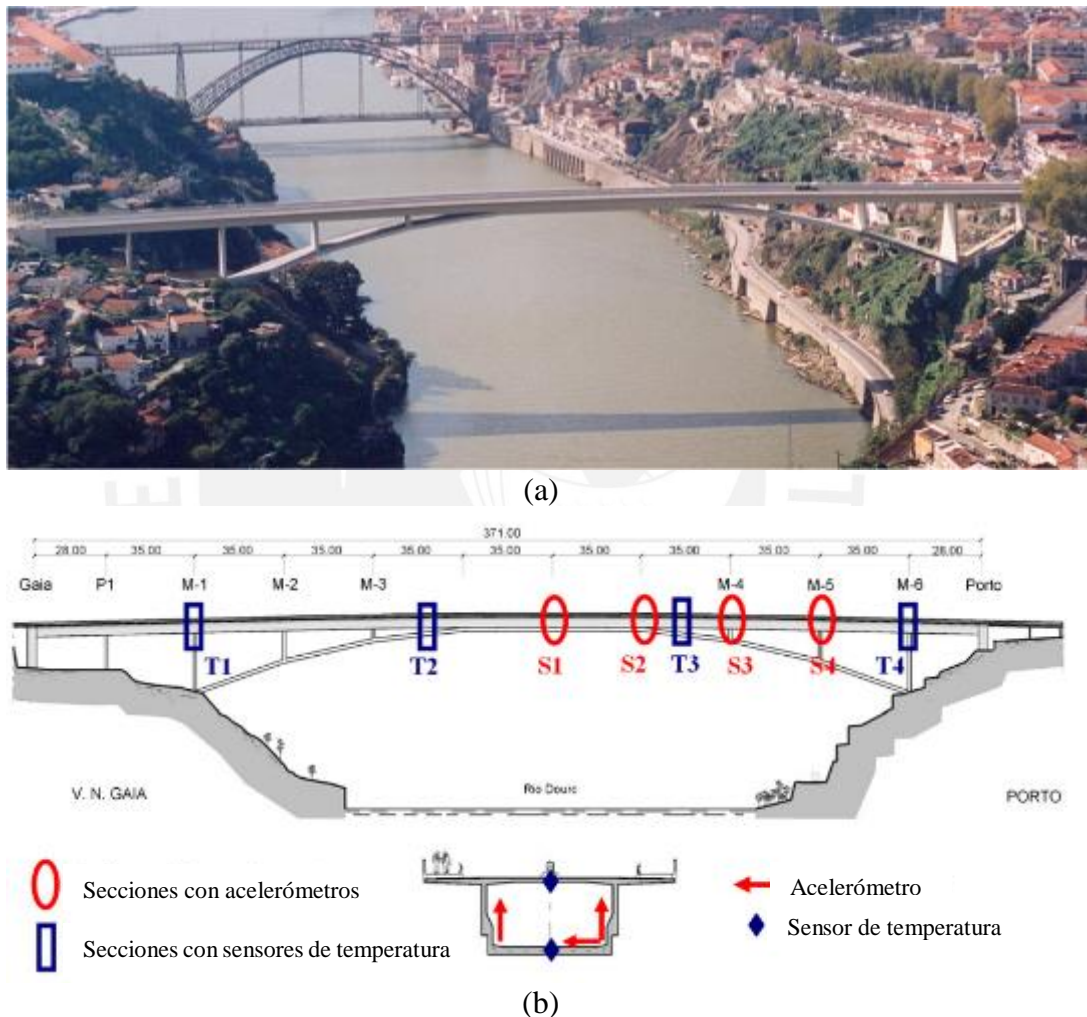 (a)
371.00
28.00 35.00 35.00 35.00 35.00 35.00 35.00 35.00 35.00 35.00 28.00
Gaia P1 M-1 M-2 M-3 M-4 M-5 M-6 Porto
T1 T2 S1 S2 T3 S3 S4 T4
V. N. GAIA Rio Douro PORTO
Secciones con acelerómetros
Acelerómetro
Secciones con sensores de temperatura
Sensor de temperatura
(b)